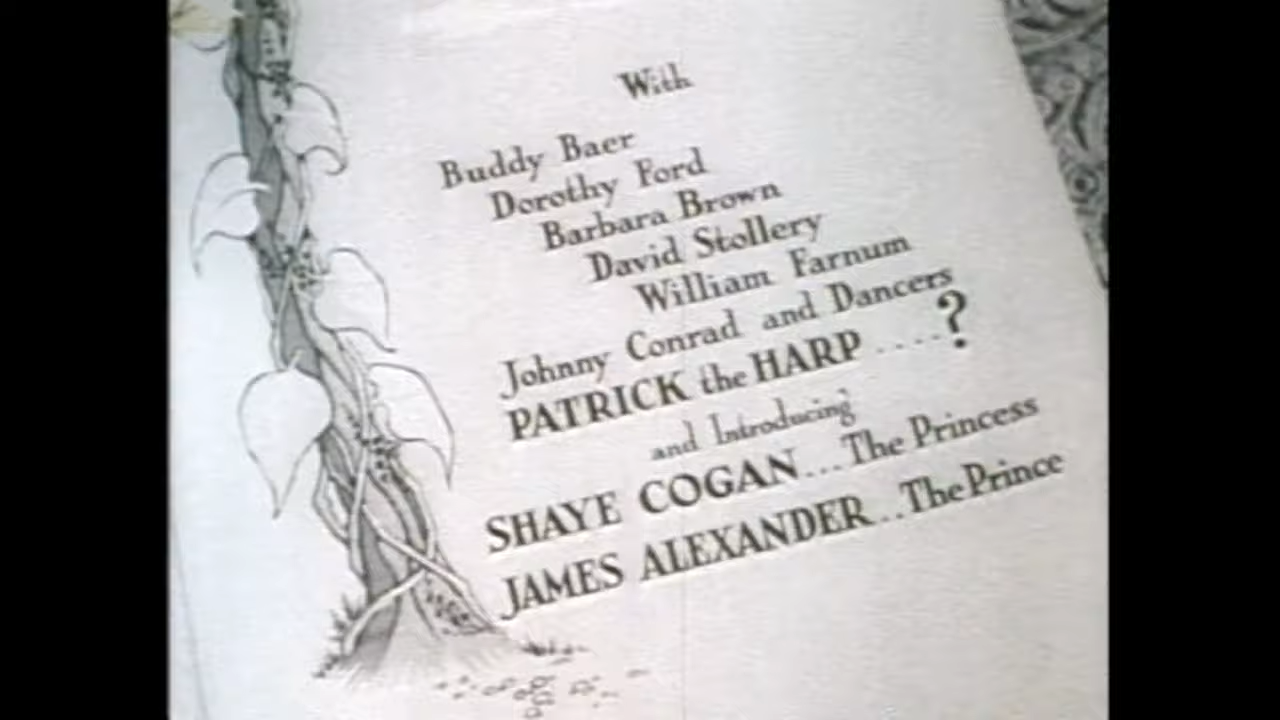 With
Buddy Baer
Dorothy Ford
Barbara Brown
David Stollery
William Farnum
Johnny Conrad and Dancers
PATRICK the HARP ....?
and Introducing
SHAYE COGAN...The Princess
JAMES ALEXANDER..The Prince